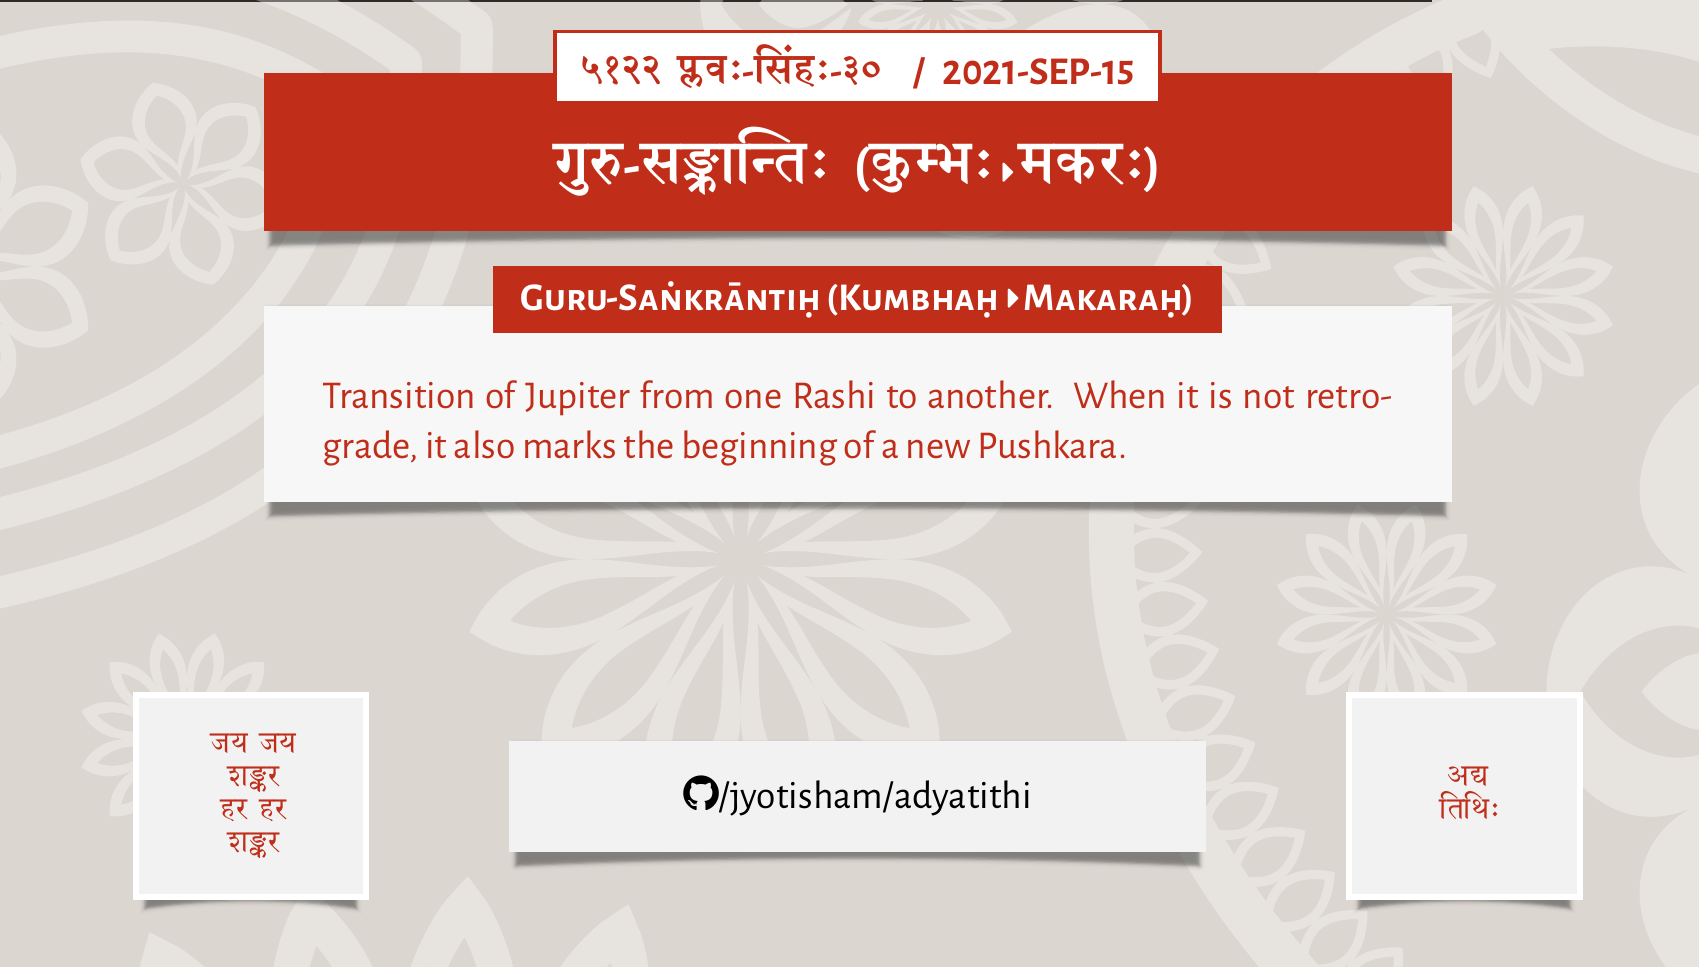 ५१२२ प्लवः-सिंहः-३० / 2021-SEP-15
गुरु-सङ्क्रान्तिः (कुम्भः▸मकरः)
Guru-Saṅkrāntiḥ (Kumbhaḥ▸Makaraḥ)
Transition of Jupiter from one Rashi to another. When it is not retro-
grade, it also marks the beginning of a new Pushkara.
जय जय
शङ्कर
हर हर
शङ्कर
/jyotisham/adyatithi
अद्य
तिथिः